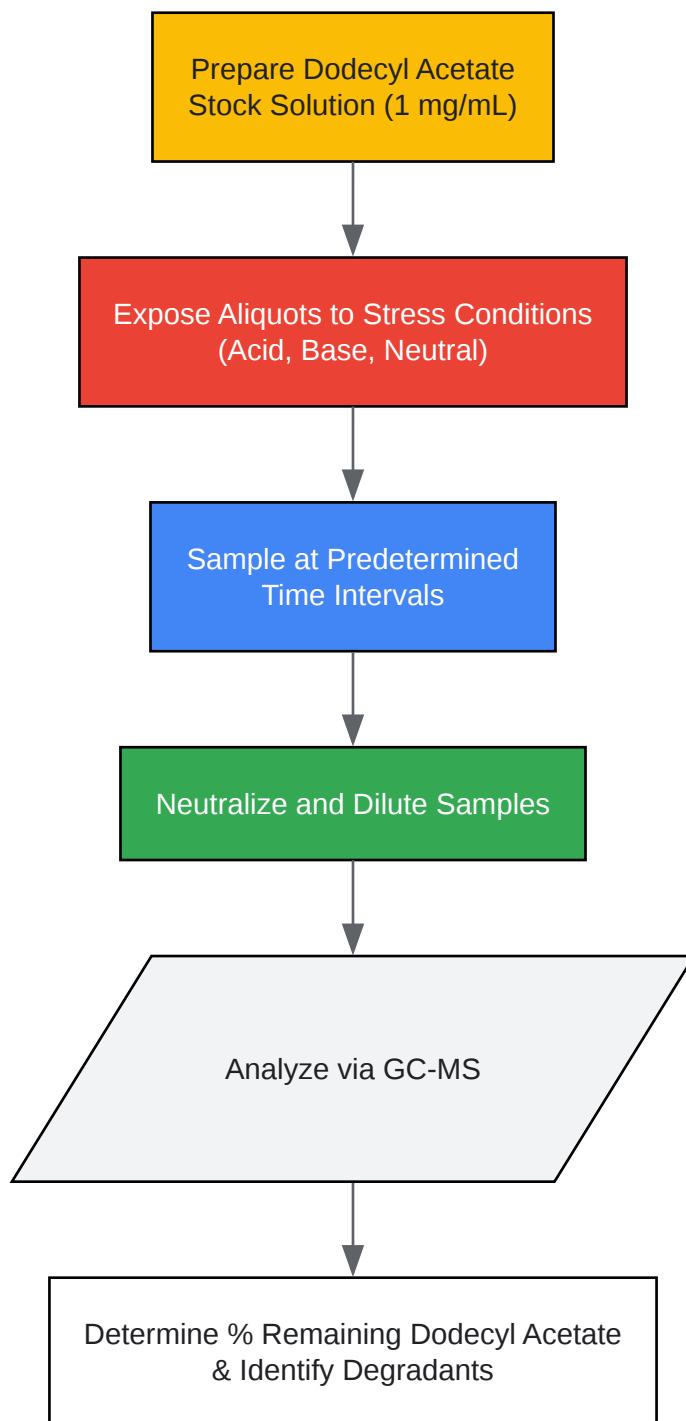 Prepare Dodecyl Acetate
Stock Solution (1 mg/mL)
Expose Aliquots to Stress Conditions
(Acid, Base, Neutral)
Sample at Predetermined
Time Intervals
Neutralize and Dilute Samples
Analyze via GC-MS
Determine % Remaining Dodecyl Acetate
& Identify Degradants